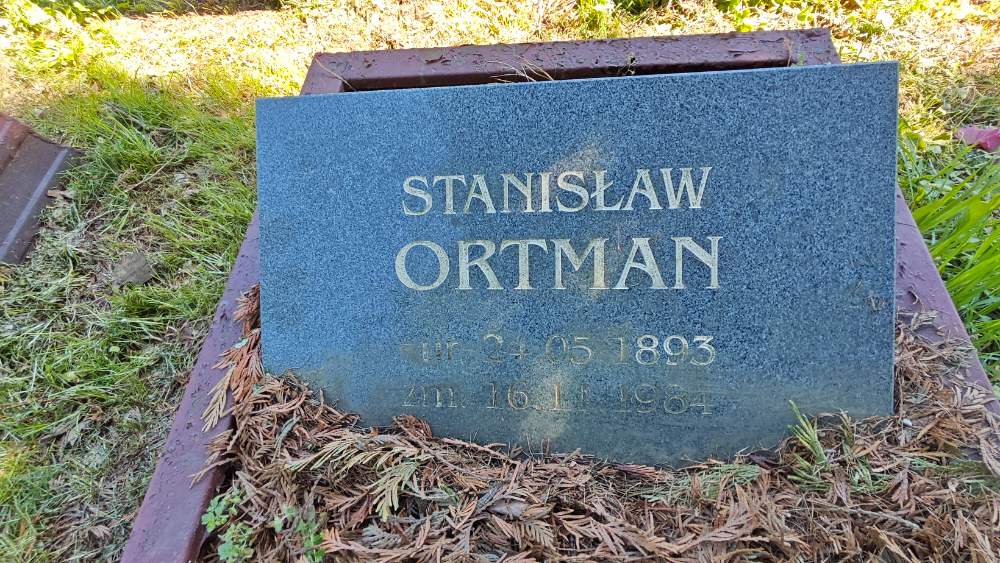 STANISŁAW
ORTMAN
ur. 24.05.1893
zm. 16.11.1984